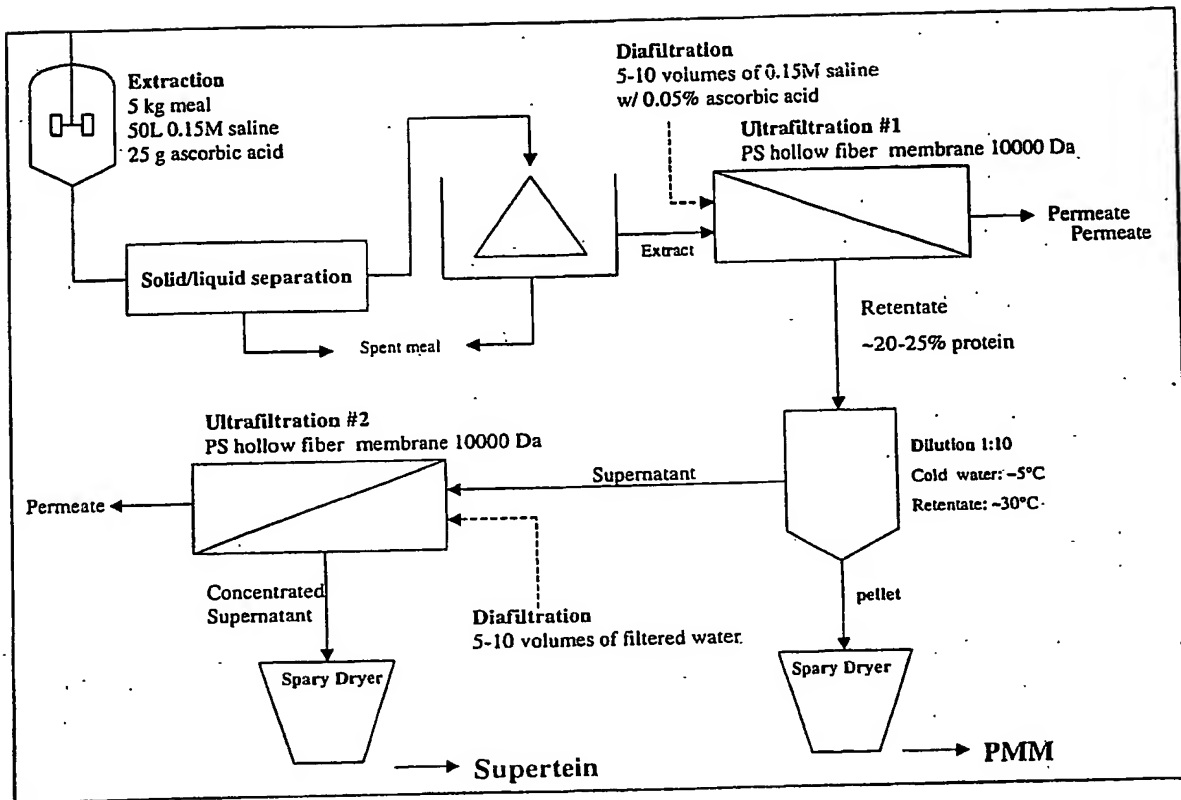 Extraction
5 kg meal
50L 0.15M saline
25 g ascorbic acid
Diafiltration
5-10 volumes of 0.15M saline
w/ 0.05% ascorbic acid
Ultrafiltration #1
PS hollow fiber membrane 10000 Da
Solid/liquid separation
Extract
Permeate
Permeate
Spent meal
Retentate
~20-25% protein
Ultrafiltration #2
PS hollow fiber membrane 10000 Da
Supernatant
Dilution 1:10
Cold water: ~5°C
Retentate: ~30°C
Permeate
Concentrated
Supernatant
Diafiltration
5-10 volumes of filtered water.
pellet
Spary Dryer
Spary Dryer
Supertein
PMM